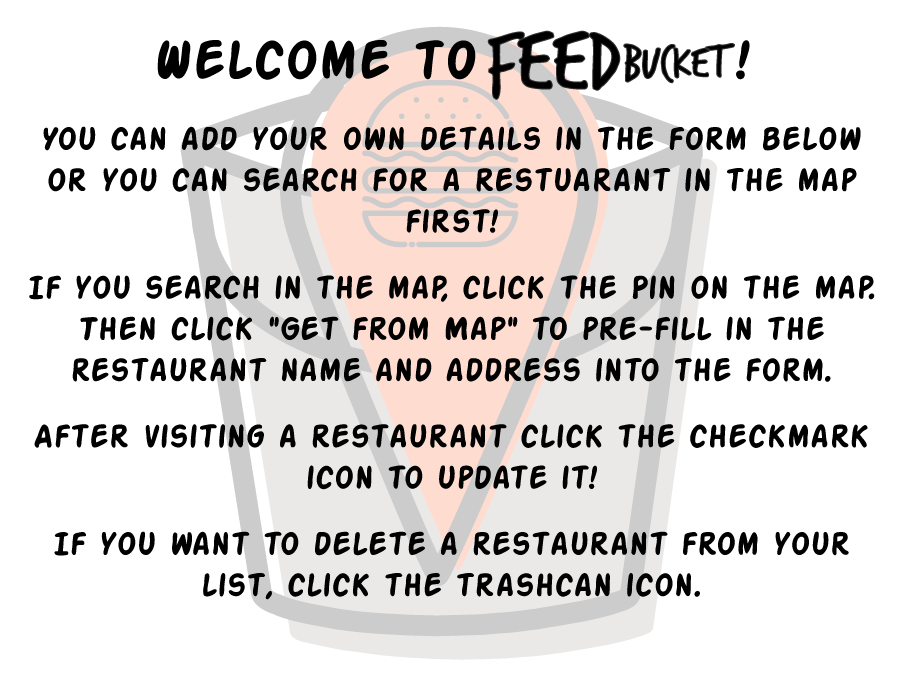 WELCOME TO FEEDBUCKET!
YOU CAN ADD YOUR OWN DETAILS IN THE FORM BELOW
OR YOU CAN SEARCH FOR A RESTUARANT IN THE MAP
FIRST!
IF YOU SEARCH IN THE MAP, CLICK THE PIN ON THE MAP.
THEN CLICK "GET FROM MAP" TO PRE-FILL IN THE
RESTAURANT NAME AND ADDRESS INTO THE FORM.
AFTER VISITING A RESTAURANT CLICK THE CHECKMARK
ICON TO UPDATE IT!
IF YOU WANT TO DELETE A RESTAURANT FROM YOUR
LIST, CLICK THE TRASHCAN ICON.